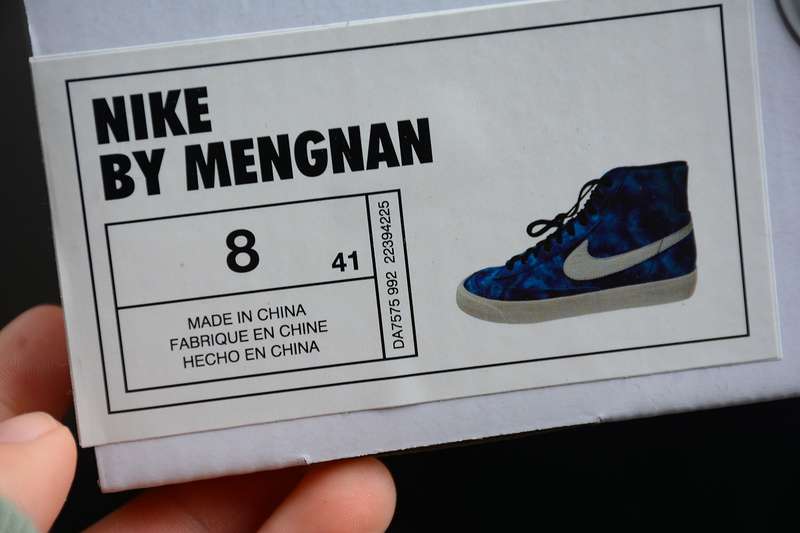 NIKE
BY MENGNAN
8
41
MADE IN CHINA
FABRIQUE EN CHINE
HECHO EN CHINA
DA7575 992 22394225